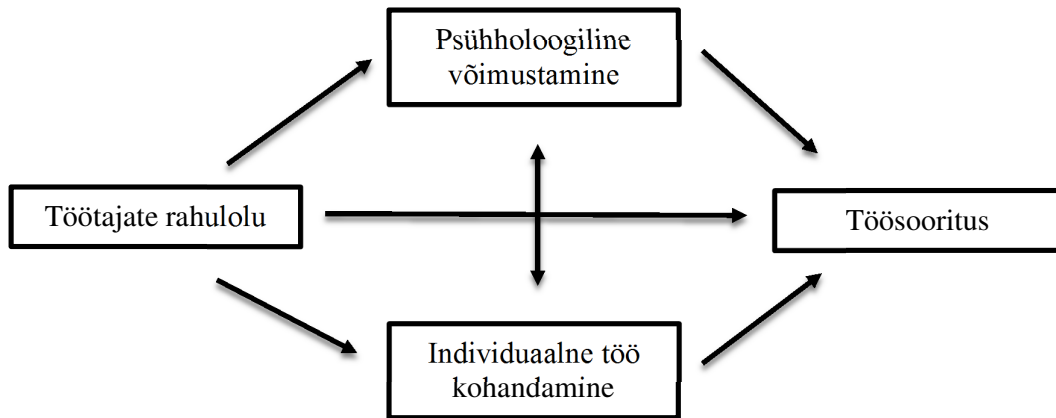 Psühholoogiline
võimustamine
Töötajate rahulolu
Töösooritus
Individuaalne töö
kohandamine